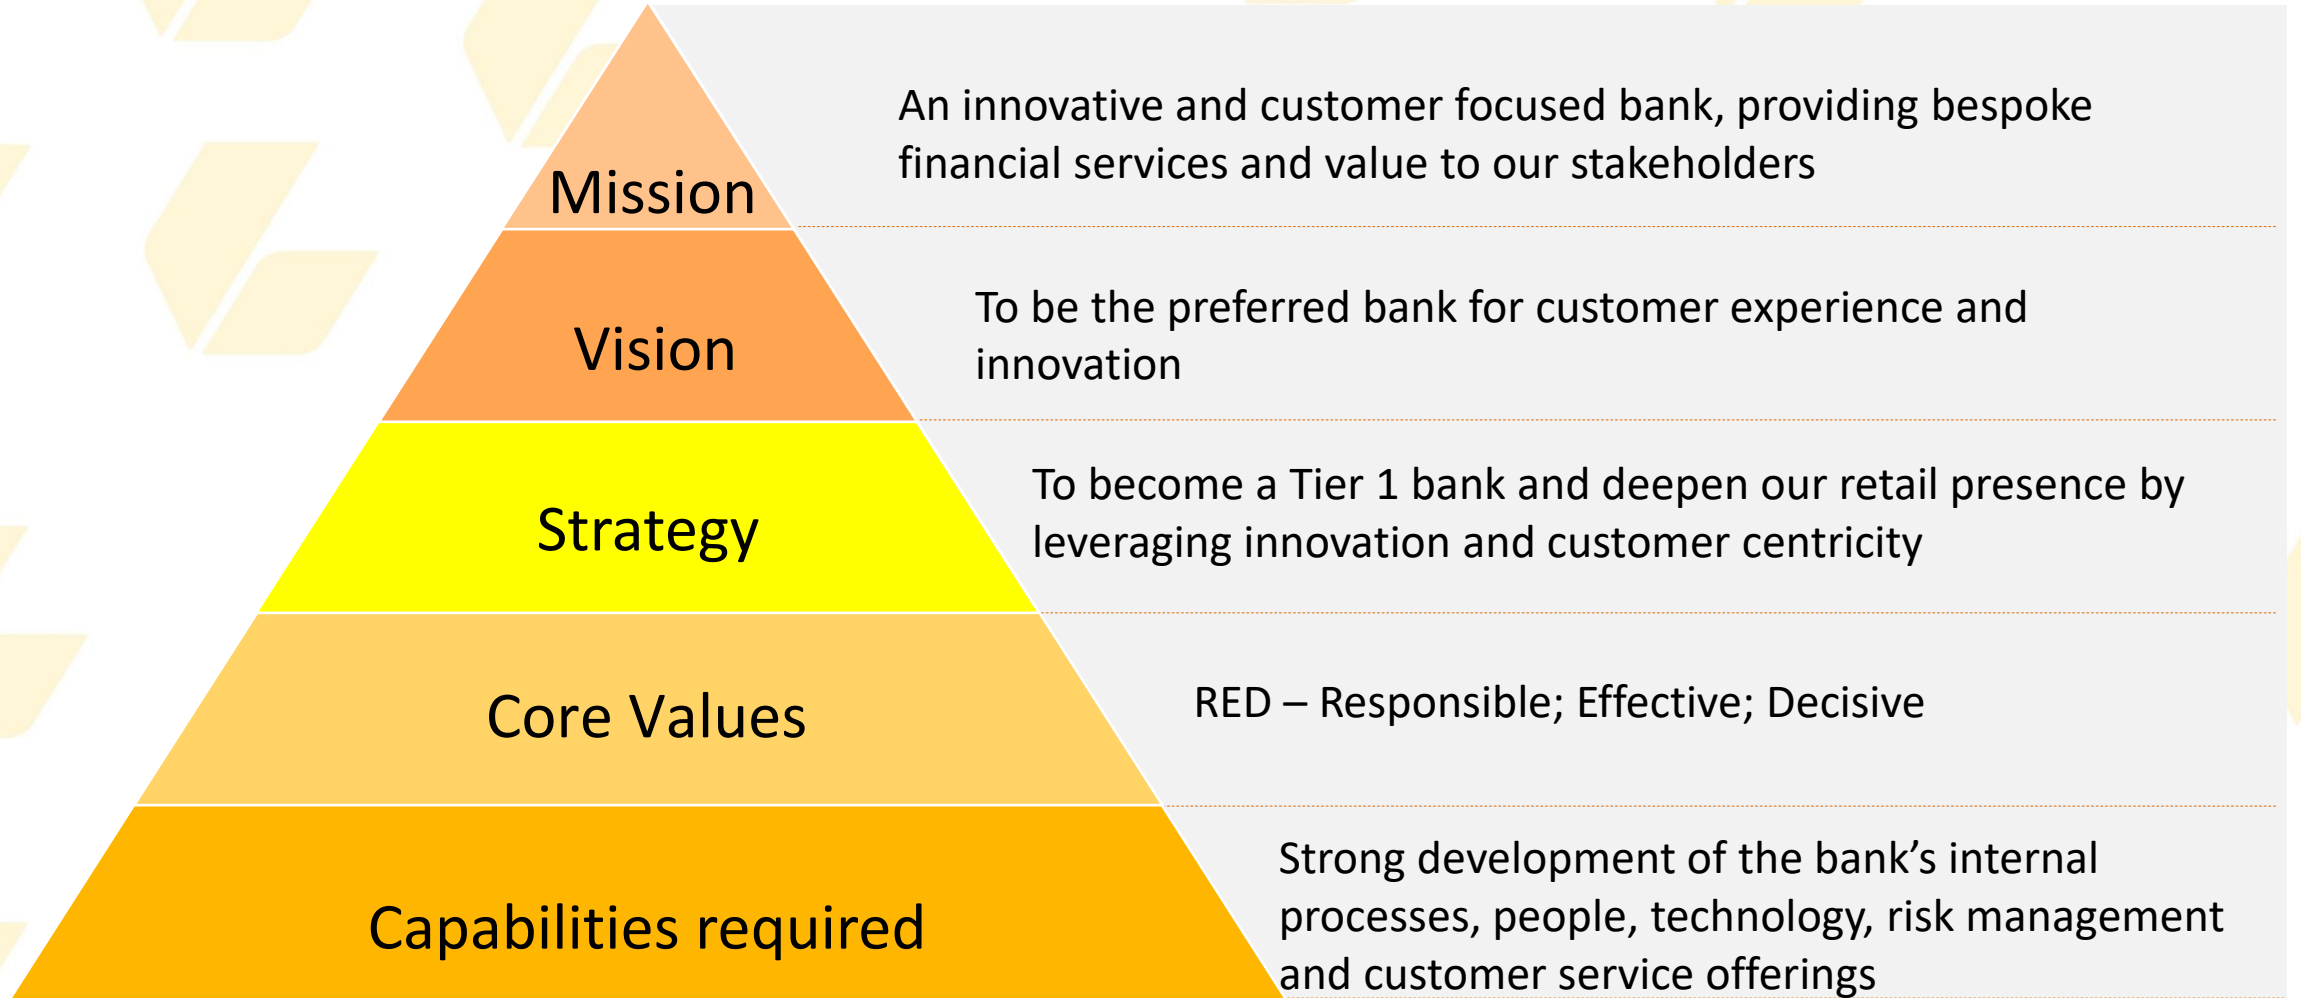 Mission
An innovative and customer focused bank, providing bespoke
financial services and value to our stakeholders
Vision
To be the preferred bank for customer experience and
innovation
Strategy
To become a Tier 1 bank and deepen our retail presence by
leveraging innovation and customer centricity
Core Values
RED – Responsible; Effective; Decisive
Capabilities required
Strong development of the bank’s internal
processes, people, technology, risk management
and customer service offerings